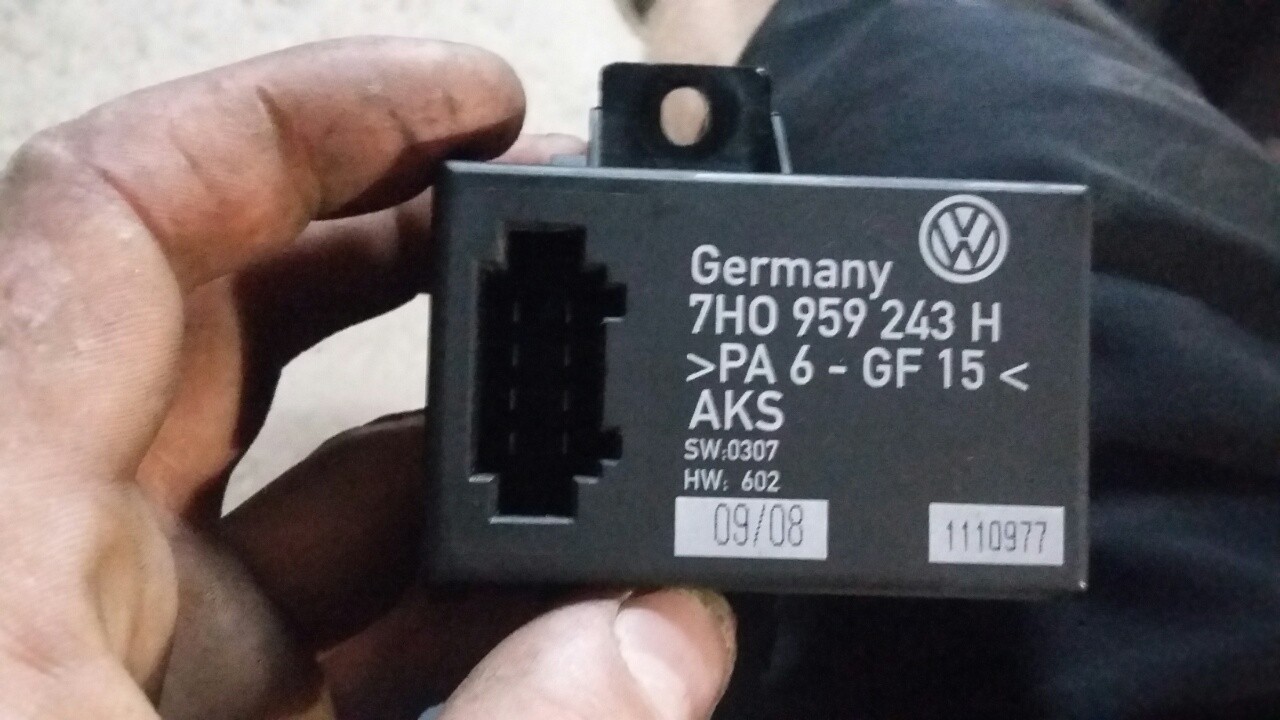 Germany
7H0 959 243 H
>PA 6 - GF 15 <
AKS
SW:0307
HW: 602
09/08
1110977